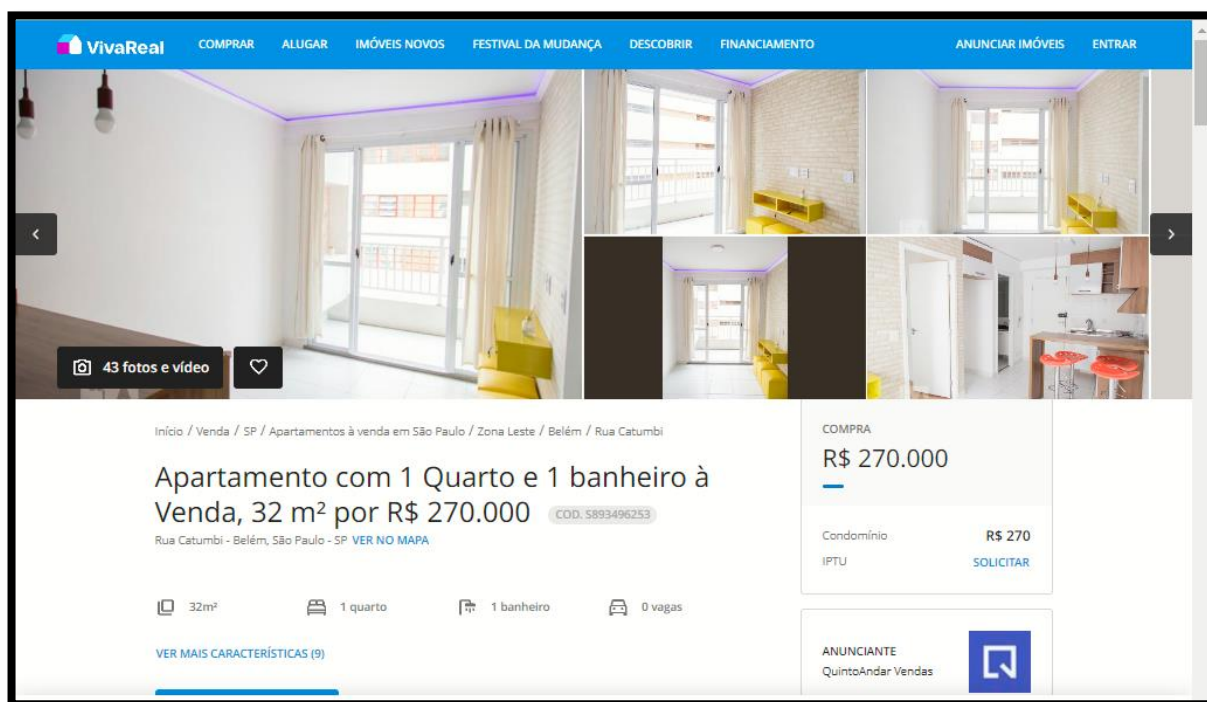 VivaReal COMPRAR ALUGAR IMÓVEIS NOVOS FESTIVAL DA MUDANÇA DESCOBRIR FINANCIAMENTO ANUNCIAR IMÓVEIS ENTRAR
43 fotos e vídeo
Início / Venda / SP / Apartamentos à venda em São Paulo / Zona Leste / Belém / Rua Catumbi
Apartamento com 1 Quarto e 1 banheiro à
Venda, 32 m² por R$ 270.000 COD. S893496253
Rua Catumbi - Belém, São Paulo - SP VER NO MAPA
32m² 1 quarto 1 banheiro 0 vagas
VER MAIS CARACTERÍSTICAS (9)
COMPRA
R$ 270.000
Condomínio R$ 270
IPTU SOLICITAR
ANUNCIANTE
QuintoAndar Vendas